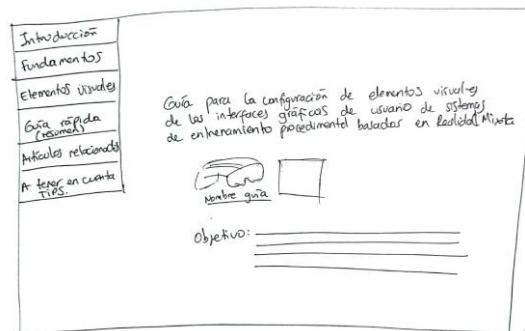 Introducción
Fundamentos
Elementos visuales
Guía rápida
(resumen)
Artículos relacionados
A tener en cuenta
TIPS.
Guía para la configuración de elementos visuales
de las interfaces gráficas de usuario de sistemas
de entrenamiento procedimental basados en Realidad Mixta
Nombre guía
Objetivo: